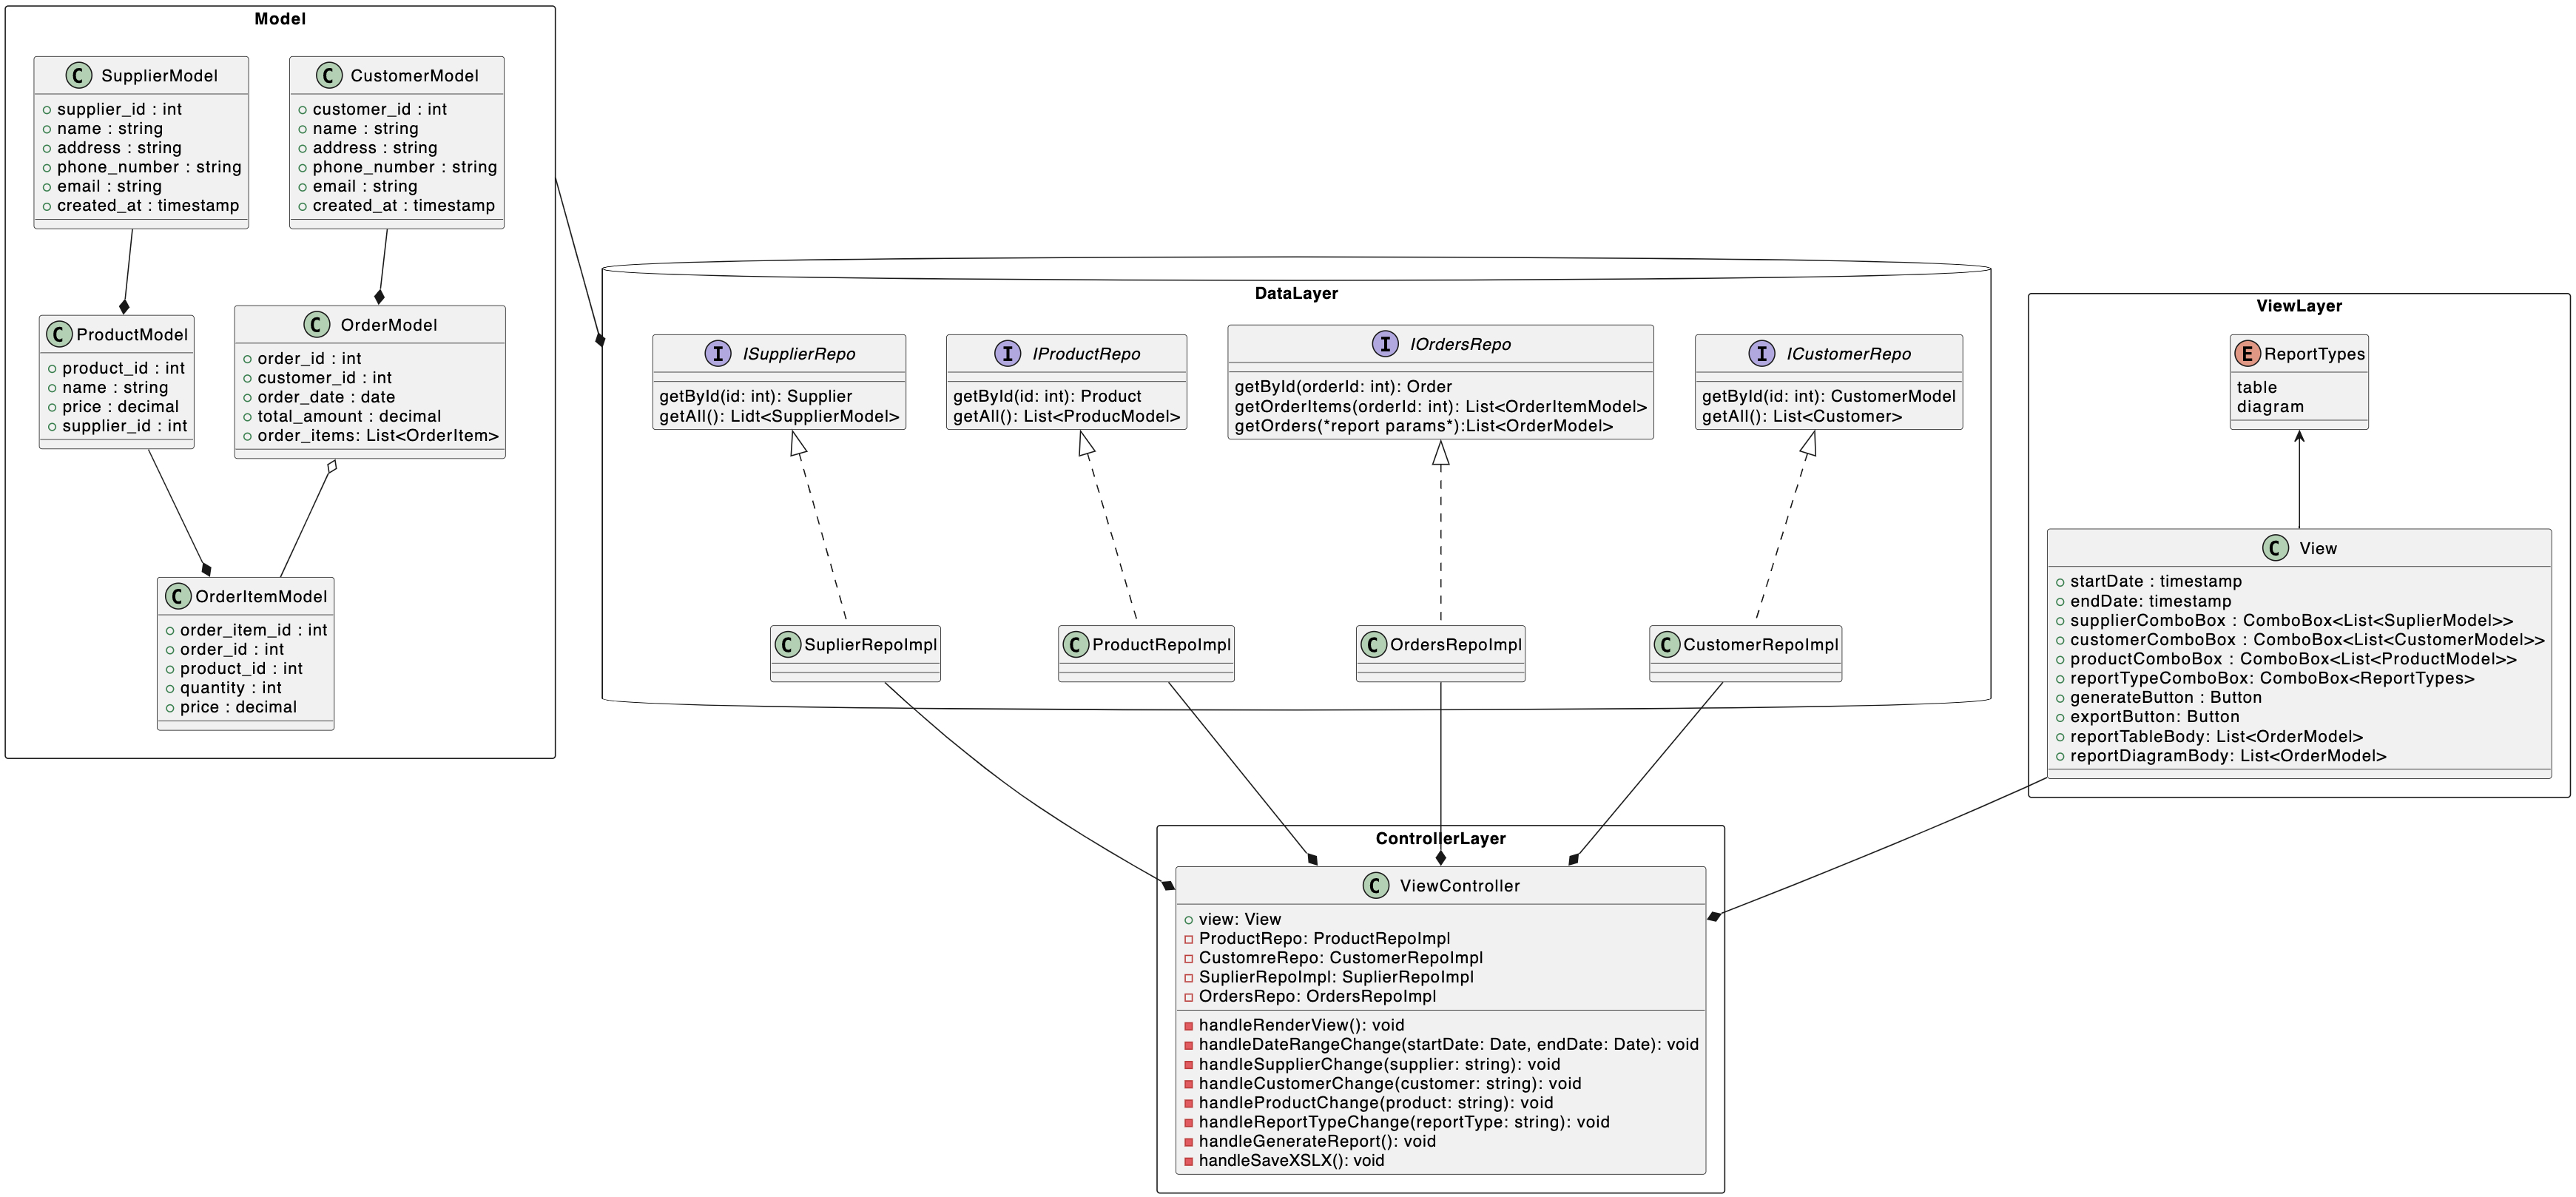 Model
C SupplierModel
supplier_id : int
name : string
address : string
phone_number : string
email : string
created_at : timestamp
C CustomerModel
customer_id : int
name : string
address : string
phone_number : string
email : string
created_at : timestamp
C ProductModel
product_id : int
name : string
price : decimal
supplier_id : int
C OrderModel
order_id : int
customer_id : int
order_date : date
total_amount : decimal
order_items: List<OrderItem>
C OrderItemModel
order_item_id : int
order_id : int
product_id : int
quantity : int
price : decimal
DataLayer
I ISupplierRepo
getById(id: int): Supplier
getAll(): Lidt<SupplierModel>
I IProductRepo
getById(id: int): Product
getAll(): List<ProducModel>
I IOrdersRepo
getById(orderId: int): Order
getOrderItems(orderId: int): List<OrderItemModel>
getOrders(*report params*):List<OrderModel>
I ICustomerRepo
getById(id: int): CustomerModel
getAll(): List<Customer>
C SuplierRepoImpl
C ProductRepoImpl
C OrdersRepoImpl
C CustomerRepoImpl
ViewLayer
E ReportTypes
table
diagram
C View
startDate : timestamp
endDate: timestamp
supplierComboBox : ComboBox<List<SuplierModel>>
customerComboBox : ComboBox<List<CustomerModel>>
productComboBox : ComboBox<List<ProductModel>>
reportTypeComboBox: ComboBox<ReportTypes>
generateButton : Button
exportButton: Button
reportTableBody: List<OrderModel>
reportDiagramBody: List<OrderModel>
ControllerLayer
C ViewController
view: View
ProductRepo: ProductRepoImpl
CustomreRepo: CustomerRepoImpl
SuplierRepoImpl: SuplierRepoImpl
OrdersRepo: OrdersRepoImpl
handleRenderView(): void
handleDateRangeChange(startDate: Date, endDate: Date): void
handleSupplierChange(supplier: string): void
handleCustomerChange(customer: string): void
handleProductChange(product: string): void
handleReportTypeChange(reportType: string): void
handleGenerateReport(): void
handleSaveXSLX(): void